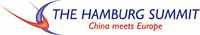 THE HAMBURG SUMMIT
China meets Europe